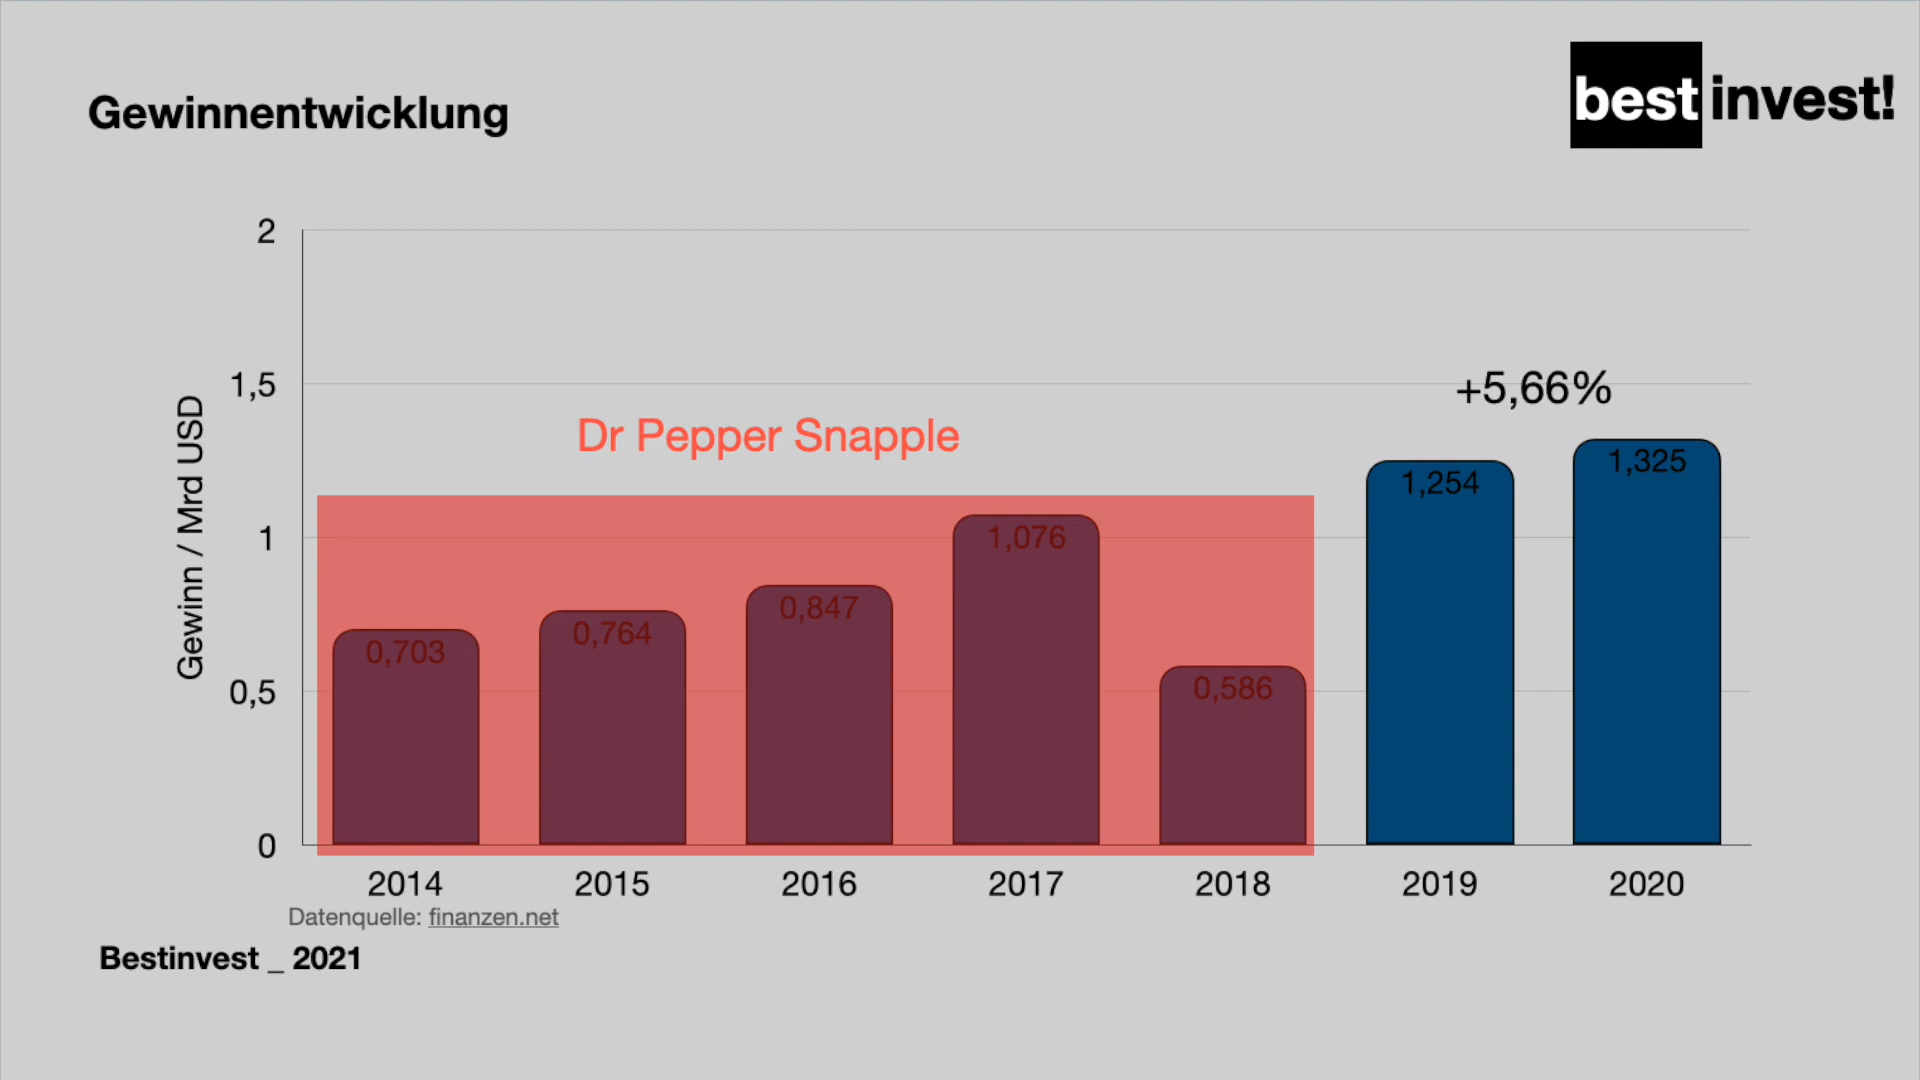 Gewinnentwicklung
best invest!
2
1,5
1
0,5
0
Gewinn / Mrd USD
Dr Pepper Snapple
+5,66%
0,703
0,764
0,847
1,076
0,586
1,254
1,325
2014 2015 2016 2017 2018 2019 2020
Datenquelle: finanzen.net
Bestinvest _ 2021